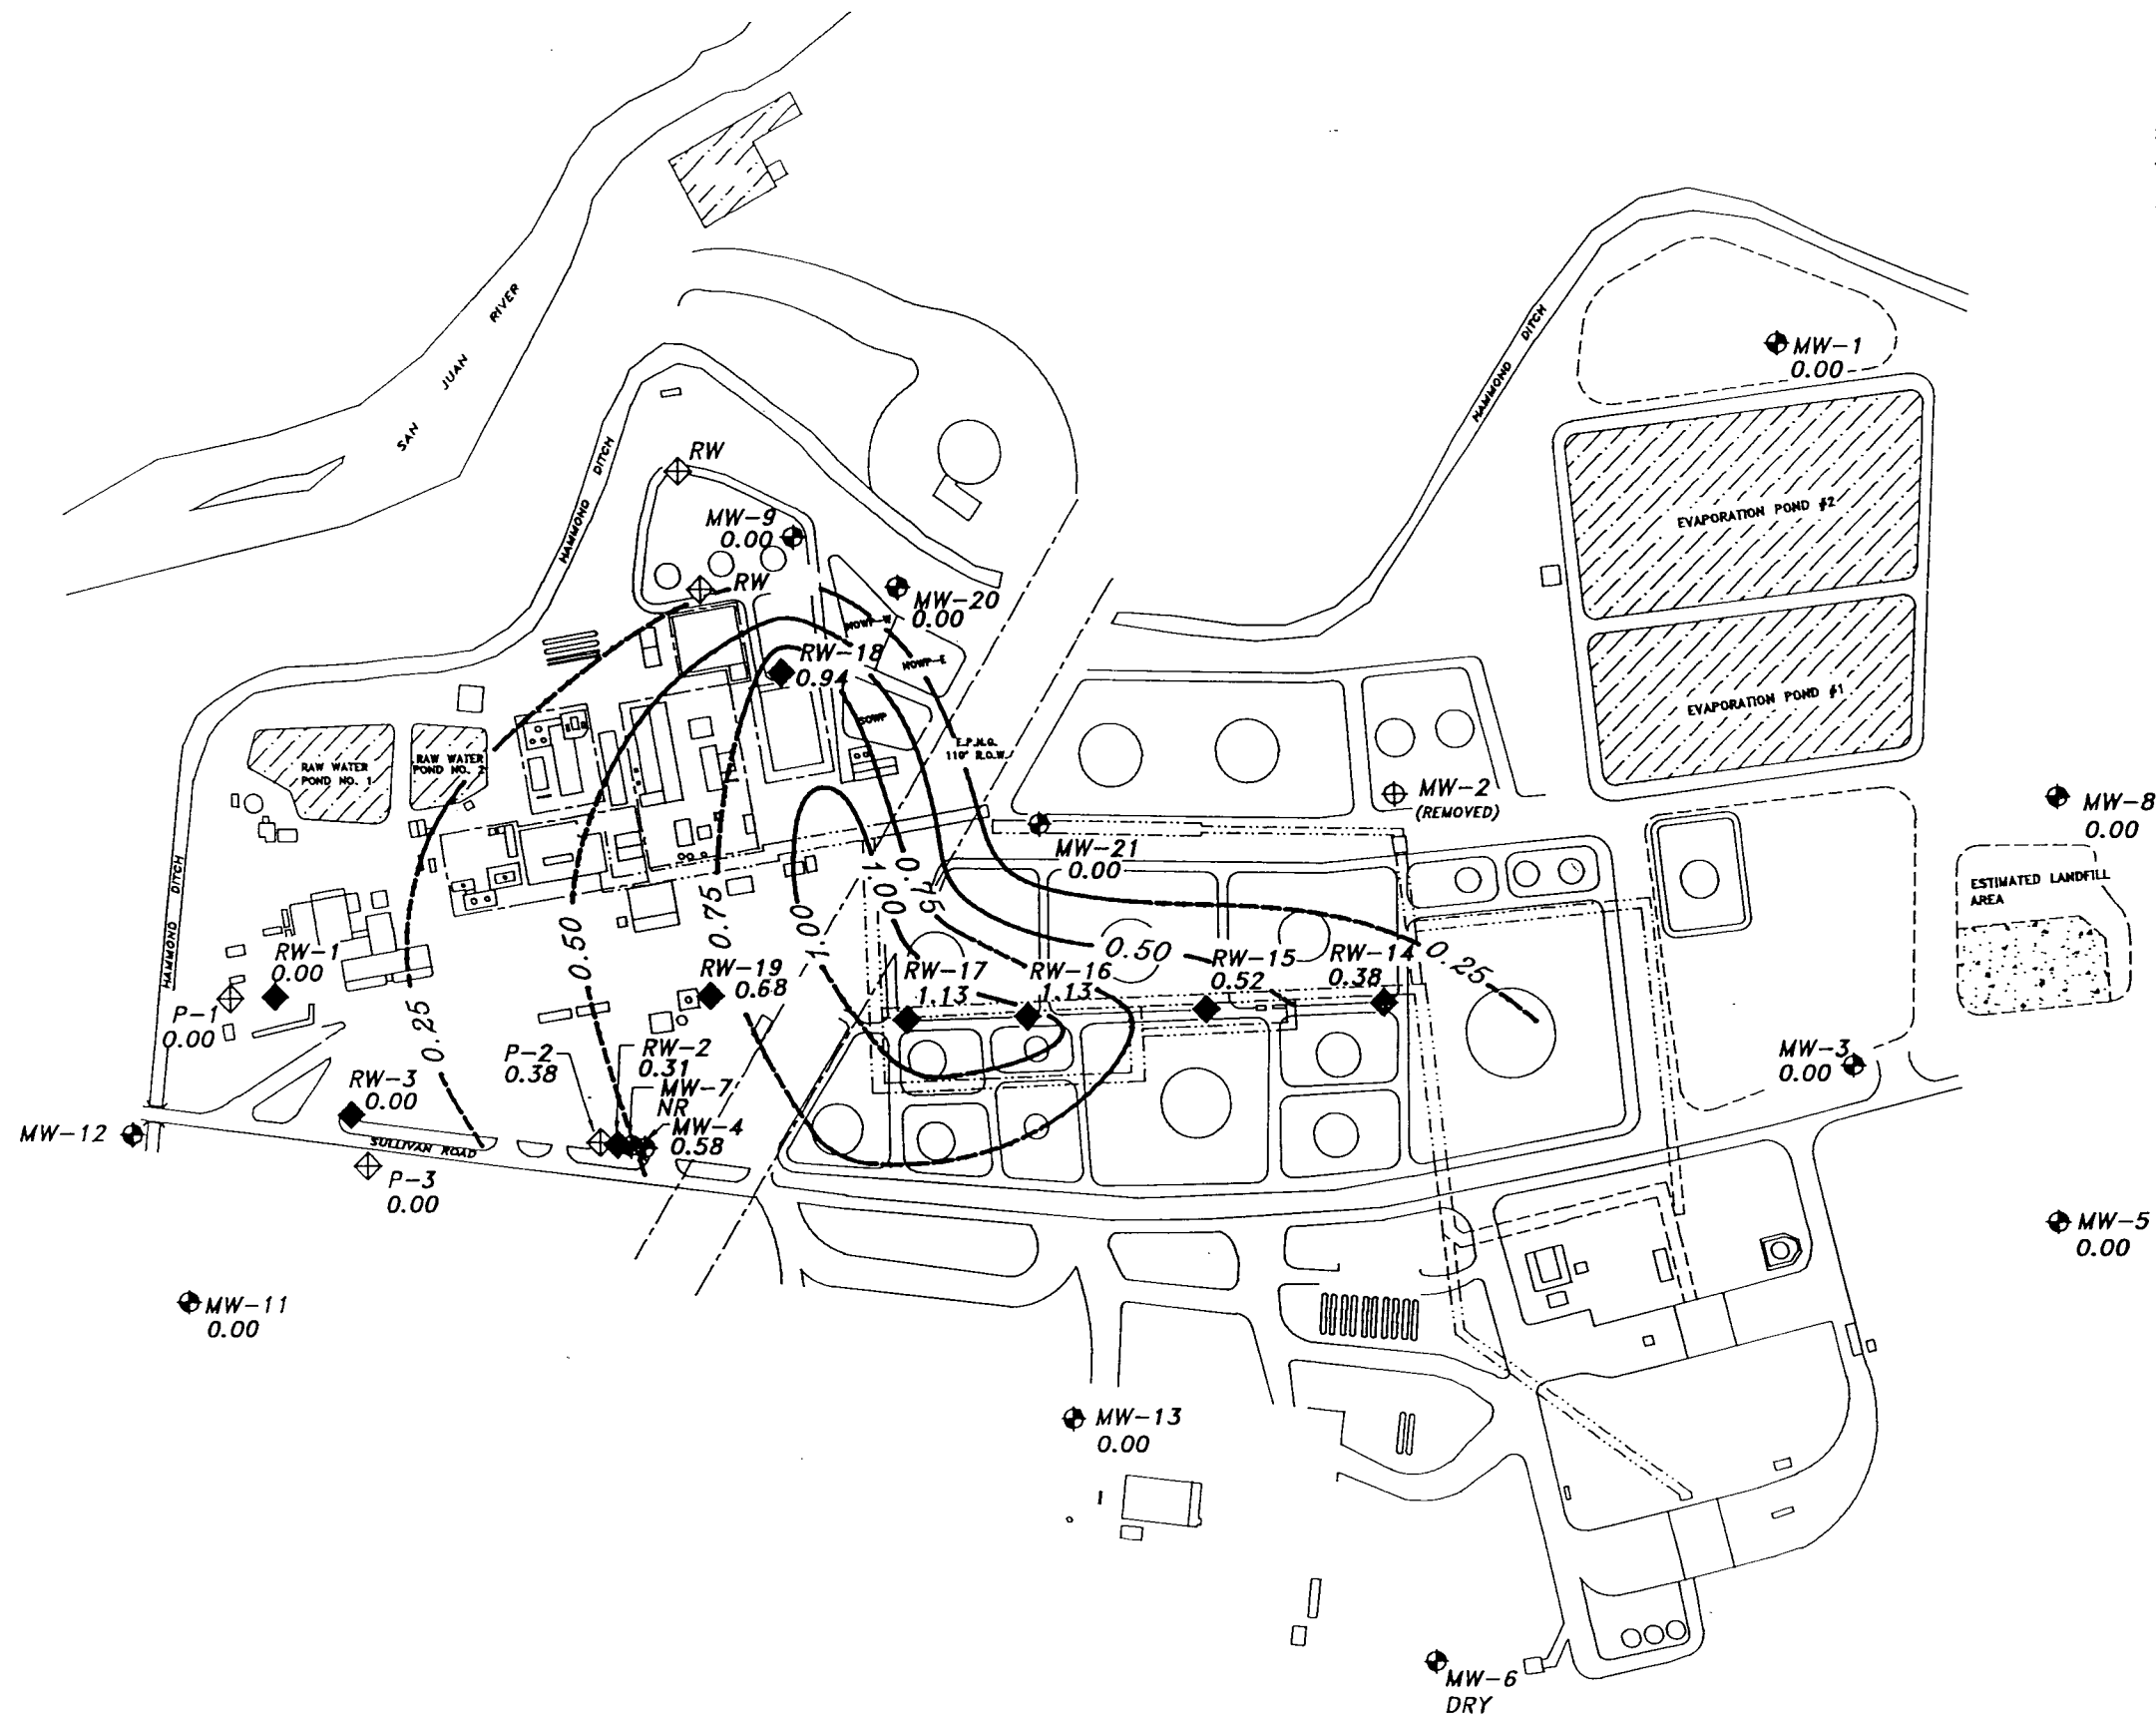 SAN JUAN RIVER
HAMMOND DITCH
HAMMOND DITCH
HAMMOND DITCH
MW-1
0.00
RW
MW-9
0.00
RW
MW-20
0.00
NOWP-W
NOWP-E
RW-18
0.94
SOWP
E.P.N.G.
110' R.O.W.
EVAPORATION POND #2
EVAPORATION POND #1
RAW WATER
POND NO. 1
RAW WATER
POND NO. 2
MW-2
(REMOVED)
MW-8
0.00
MW-21
0.00
ESTIMATED LANDFILL
AREA
0.75
1.00
0.75
1.00
0.50
0.50
0.25
0.25
RW-1
0.00
P-1
0.00
RW-19
0.68
RW-17
1.13
RW-16
1.13
RW-15
0.52
RW-14
0.38
RW-3
0.00
P-2
0.38
RW-2
0.31
MW-7
NR
MW-4
0.58
MW-3
0.00
MW-12
SULLIVAN ROAD
P-3
0.00
MW-5
0.00
MW-11
0.00
MW-13
0.00
MW-6
DRY